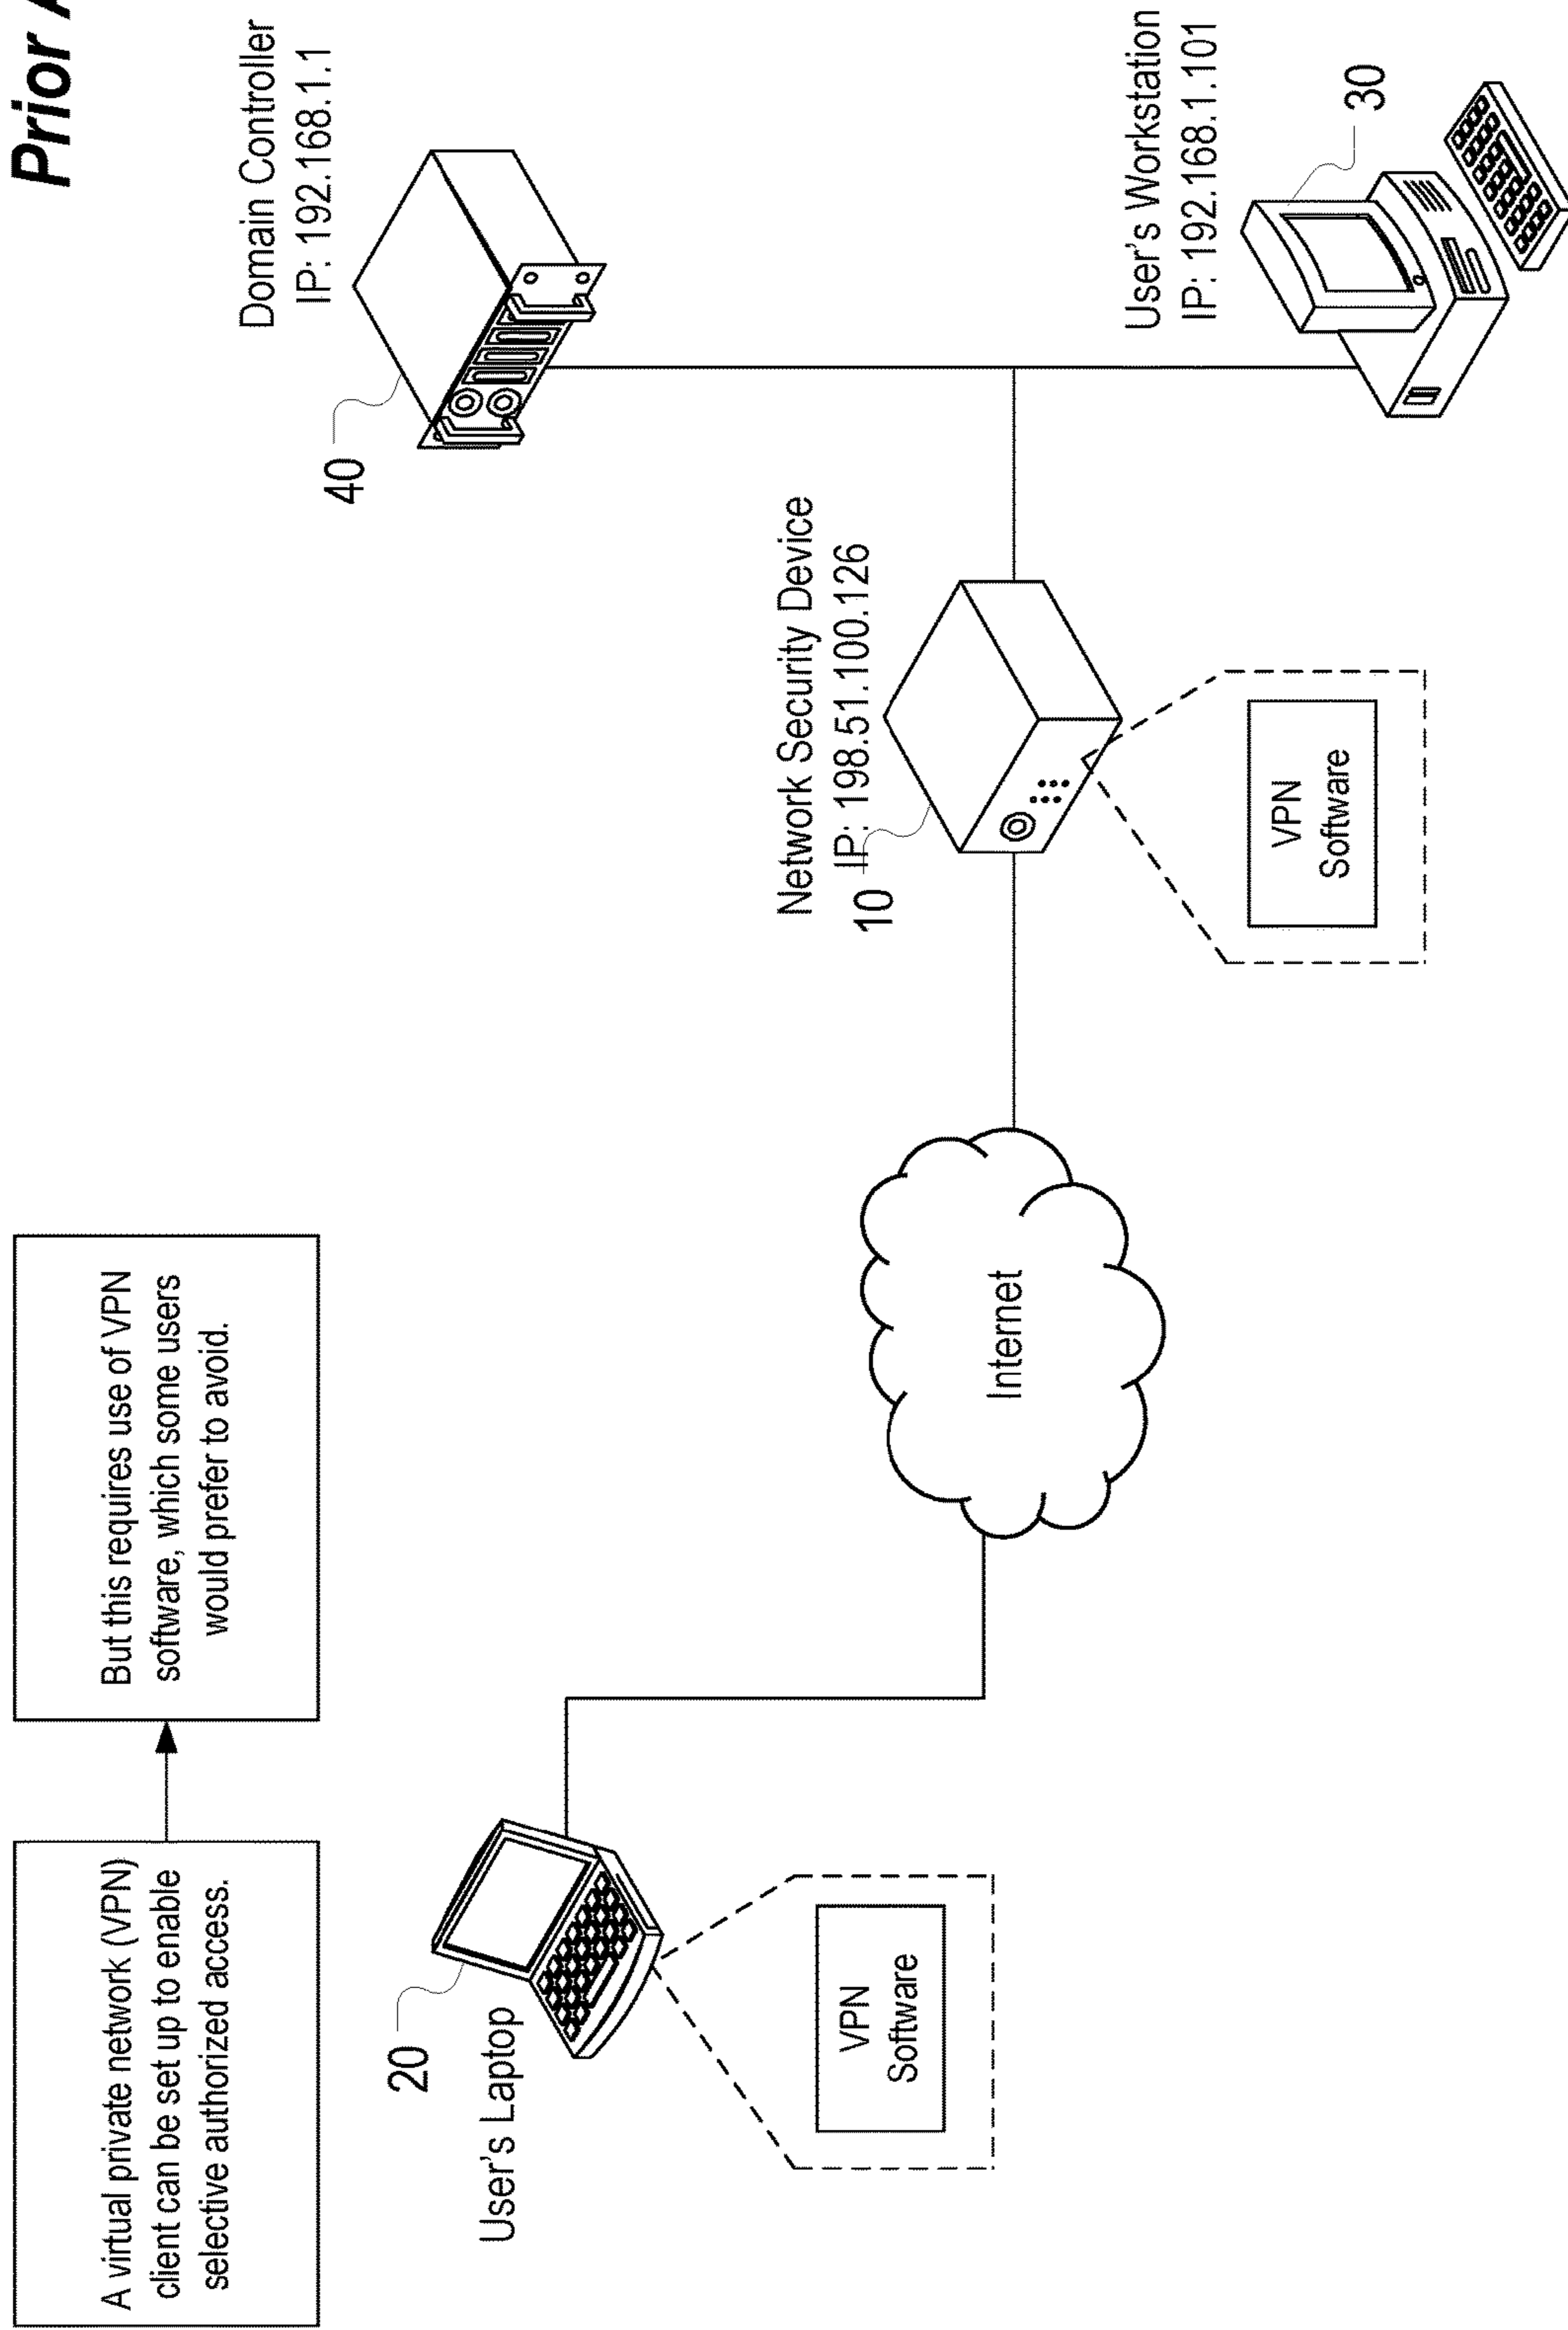 Prior A
A virtual private network (VPN)
client can be set up to enable
selective authorized access.
But this requires use of VPN
software, which some users
would prefer to avoid.
Domain Controller
IP: 192.168.1.1
40
20
User's Laptop
VPN
Software
Internet
Network Security Device
IP: 198.51.100.126
10
VPN
Software
User's Workstation
IP: 192.168.1.101
30